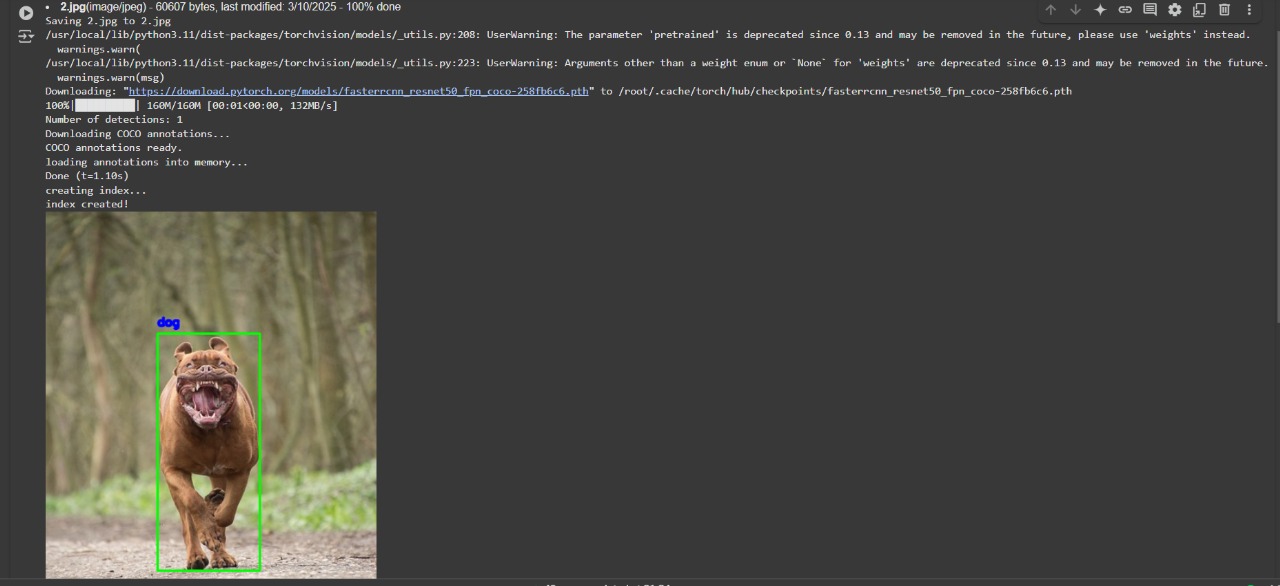 2.jpg(image/jpeg) - 60607 bytes, last modified: 3/10/2025 - 100% done
Saving 2.jpg to 2.jpg
/usr/local/lib/python3.11/dist-packages/torchvision/models/_utils.py:208: UserWarning: The parameter 'pretrained' is deprecated since 0.13 and may be removed in the future, please use 'weights' instead.
warnings.warn(
/usr/local/lib/python3.11/dist-packages/torchvision/models/_utils.py:223: UserWarning: Arguments other than a weight enum or `None` for 'weights' are deprecated since 0.13 and may be removed in the future.
warnings.warn(msg)
Downloading: "https://download.pytorch.org/models/fasterrcnn_resnet50_fpn_coco-258fb6c6.pth" to /root/.cache/torch/hub/checkpoints/fasterrcnn_resnet50_fpn_coco-258fb6c6.pth
100%|██████████| 160M/160M [00:01<00:00, 132MB/s]
Number of detections: 1
Downloading COCO annotations...
COCO annotations ready.
loading annotations into memory...
Done (t=1.10s)
creating index...
index created!
dog